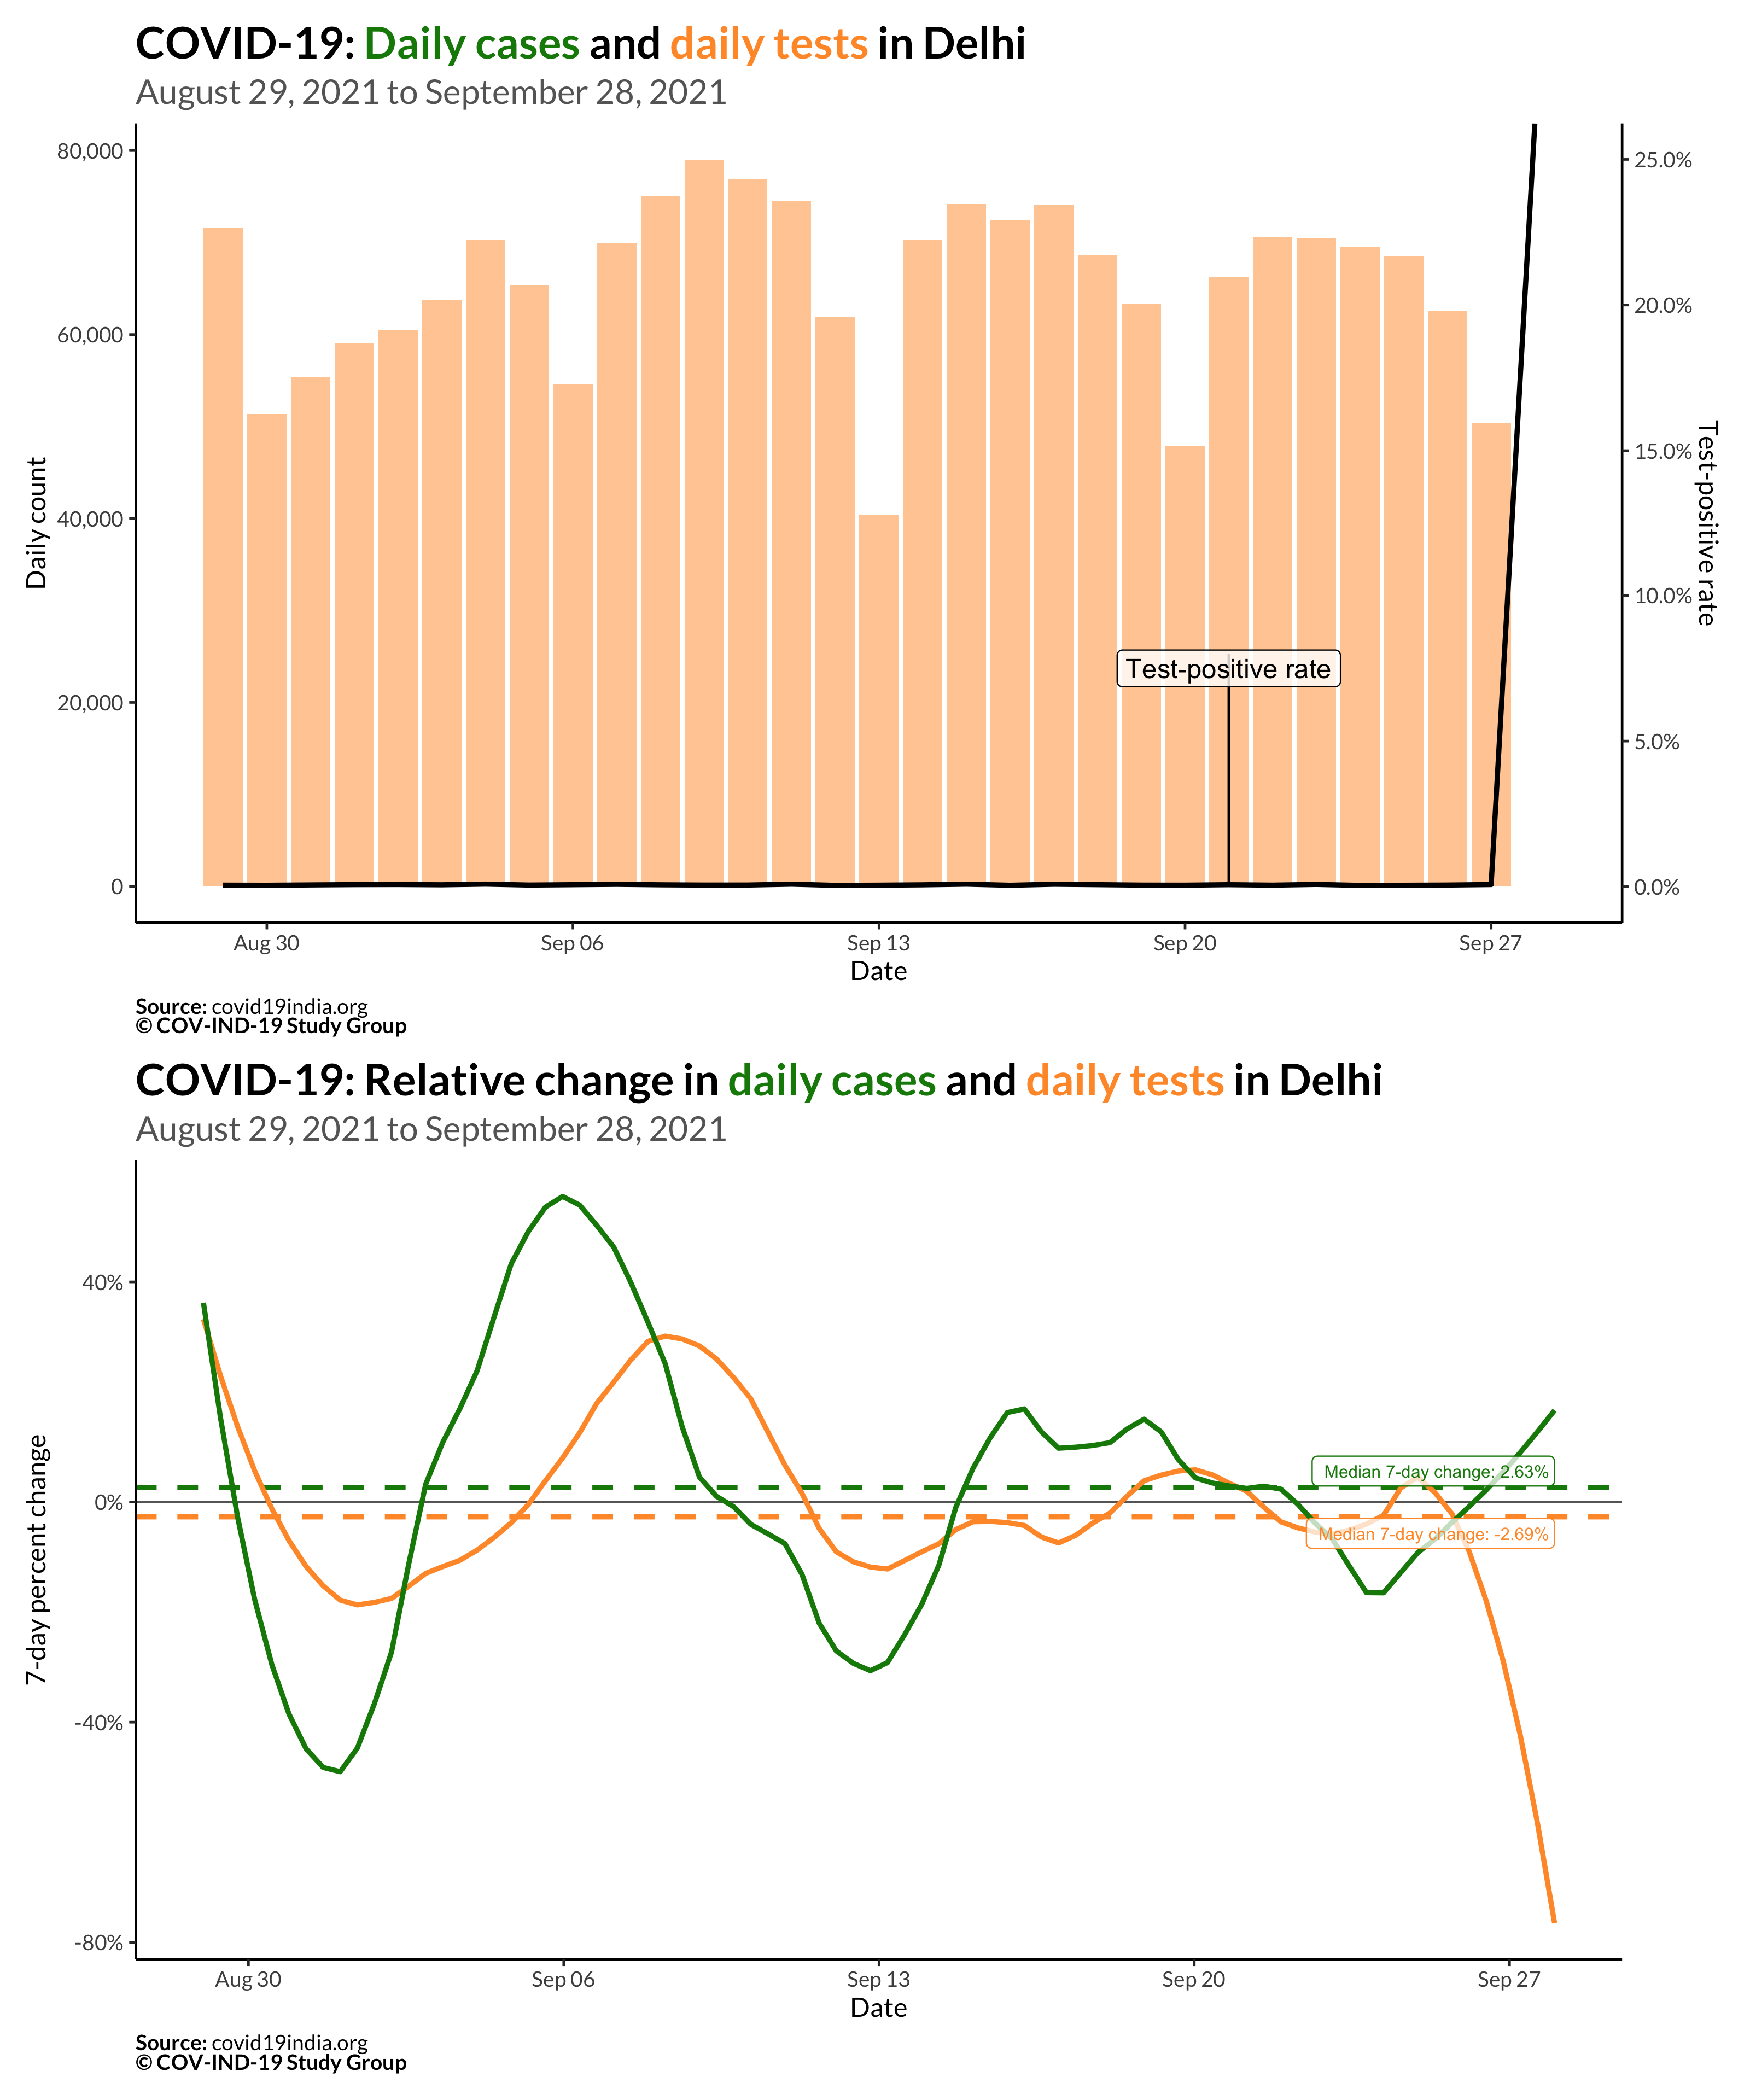 COVID-19: Daily cases and daily tests in Delhi
August 29, 2021 to September 28, 2021
80,000
60,000
40,000
20,000
0
Daily count
25.0%
20.0%
15.0%
10.0%
5.0%
0.0%
Test-positive rate
Test-positive rate
Aug 30
Sep 06
Sep 13
Sep 20
Sep 27
Date
Source: covid19india.org
© COV-IND-19 Study Group
COVID-19: Relative change in daily cases and daily tests in Delhi
August 29, 2021 to September 28, 2021
40%
0%
-40%
-80%
7-day percent change
Median 7-day change: 2.63%
Median 7-day change: -2.69%
Aug 30
Sep 06
Sep 13
Sep 20
Sep 27
Date
Source: covid19india.org
© COV-IND-19 Study Group